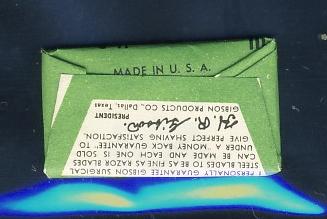 MADE IN U. S. A.
I PERSONALLY GUARANTEE GIBSON SURGICAL
STEEL BLADES TO BE AS FINE AS RAZOR BLADES
CAN BE MADE AND EACH ONE IS SOLD
UNDER A "MONEY BACK GUARANTEE" TO
GIVE PERFECT SHAVING SATISFACTION.
H. R. Gibson.
PRESIDENT
GIBSON PRODUCTS CO., Dallas, Texas